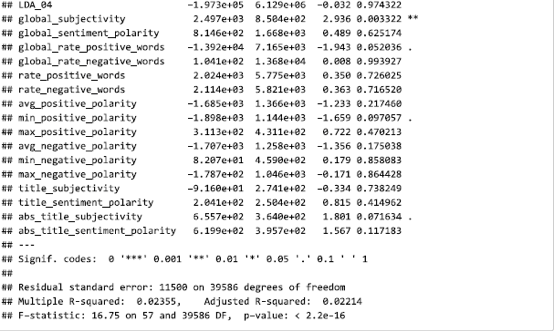 ## LDA_04 -1.973e+05 6.129e+06 -0.032 0.974322
## global_subjectivity 2.497e+03 8.504e+02 2.936 0.003322 **
## global_sentiment_polarity 8.146e+02 1.668e+03 0.489 0.625174
## global_rate_positive_words -1.392e+04 7.165e+03 -1.943 0.052036 .
## global_rate_negative_words 1.041e+02 1.368e+04 0.008 0.993927
## rate_positive_words 2.024e+03 5.775e+03 0.350 0.726025
## rate_negative_words 2.114e+03 5.821e+03 0.363 0.716520
## avg_positive_polarity -1.685e+03 1.366e+03 -1.233 0.217460
## min_positive_polarity -1.898e+03 1.144e+03 -1.659 0.097057 .
## max_positive_polarity 3.113e+02 4.311e+02 0.722 0.470213
## avg_negative_polarity -1.707e+03 1.258e+03 -1.356 0.175038
## min_negative_polarity 8.207e+01 4.590e+02 0.179 0.858083
## max_negative_polarity -1.787e+02 1.046e+03 -0.171 0.864428
## title_subjectivity -9.160e+01 2.741e+02 -0.334 0.738249
## title_sentiment_polarity 2.041e+02 2.504e+02 0.815 0.414962
## abs_title_subjectivity 6.557e+02 3.640e+02 1.801 0.071634 .
## abs_title_sentiment_polarity 6.199e+02 3.957e+02 1.567 0.117183
## ---
## Signif. codes: 0 '***' 0.001 '**' 0.01 '*' 0.05 '.' 0.1 ' ' 1
##
## Residual standard error: 11500 on 39586 degrees of freedom
## Multiple R-squared: 0.02355, Adjusted R-squared: 0.02214
## F-statistic: 16.75 on 57 and 39586 DF, p-value: < 2.2e-16